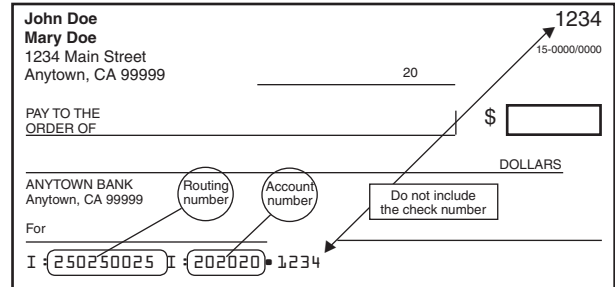 John Doe 1234
Mary Doe
1234 Main Street 15-0000/0000
Anytown, CA 99999 20
PAY TO THE
ORDER OF $
DOLLARS
ANYTOWN BANK
Anytown, CA 99999
Routing
number
Account
number
Do not include
the check number
For
I:250250025 I:202020 1234